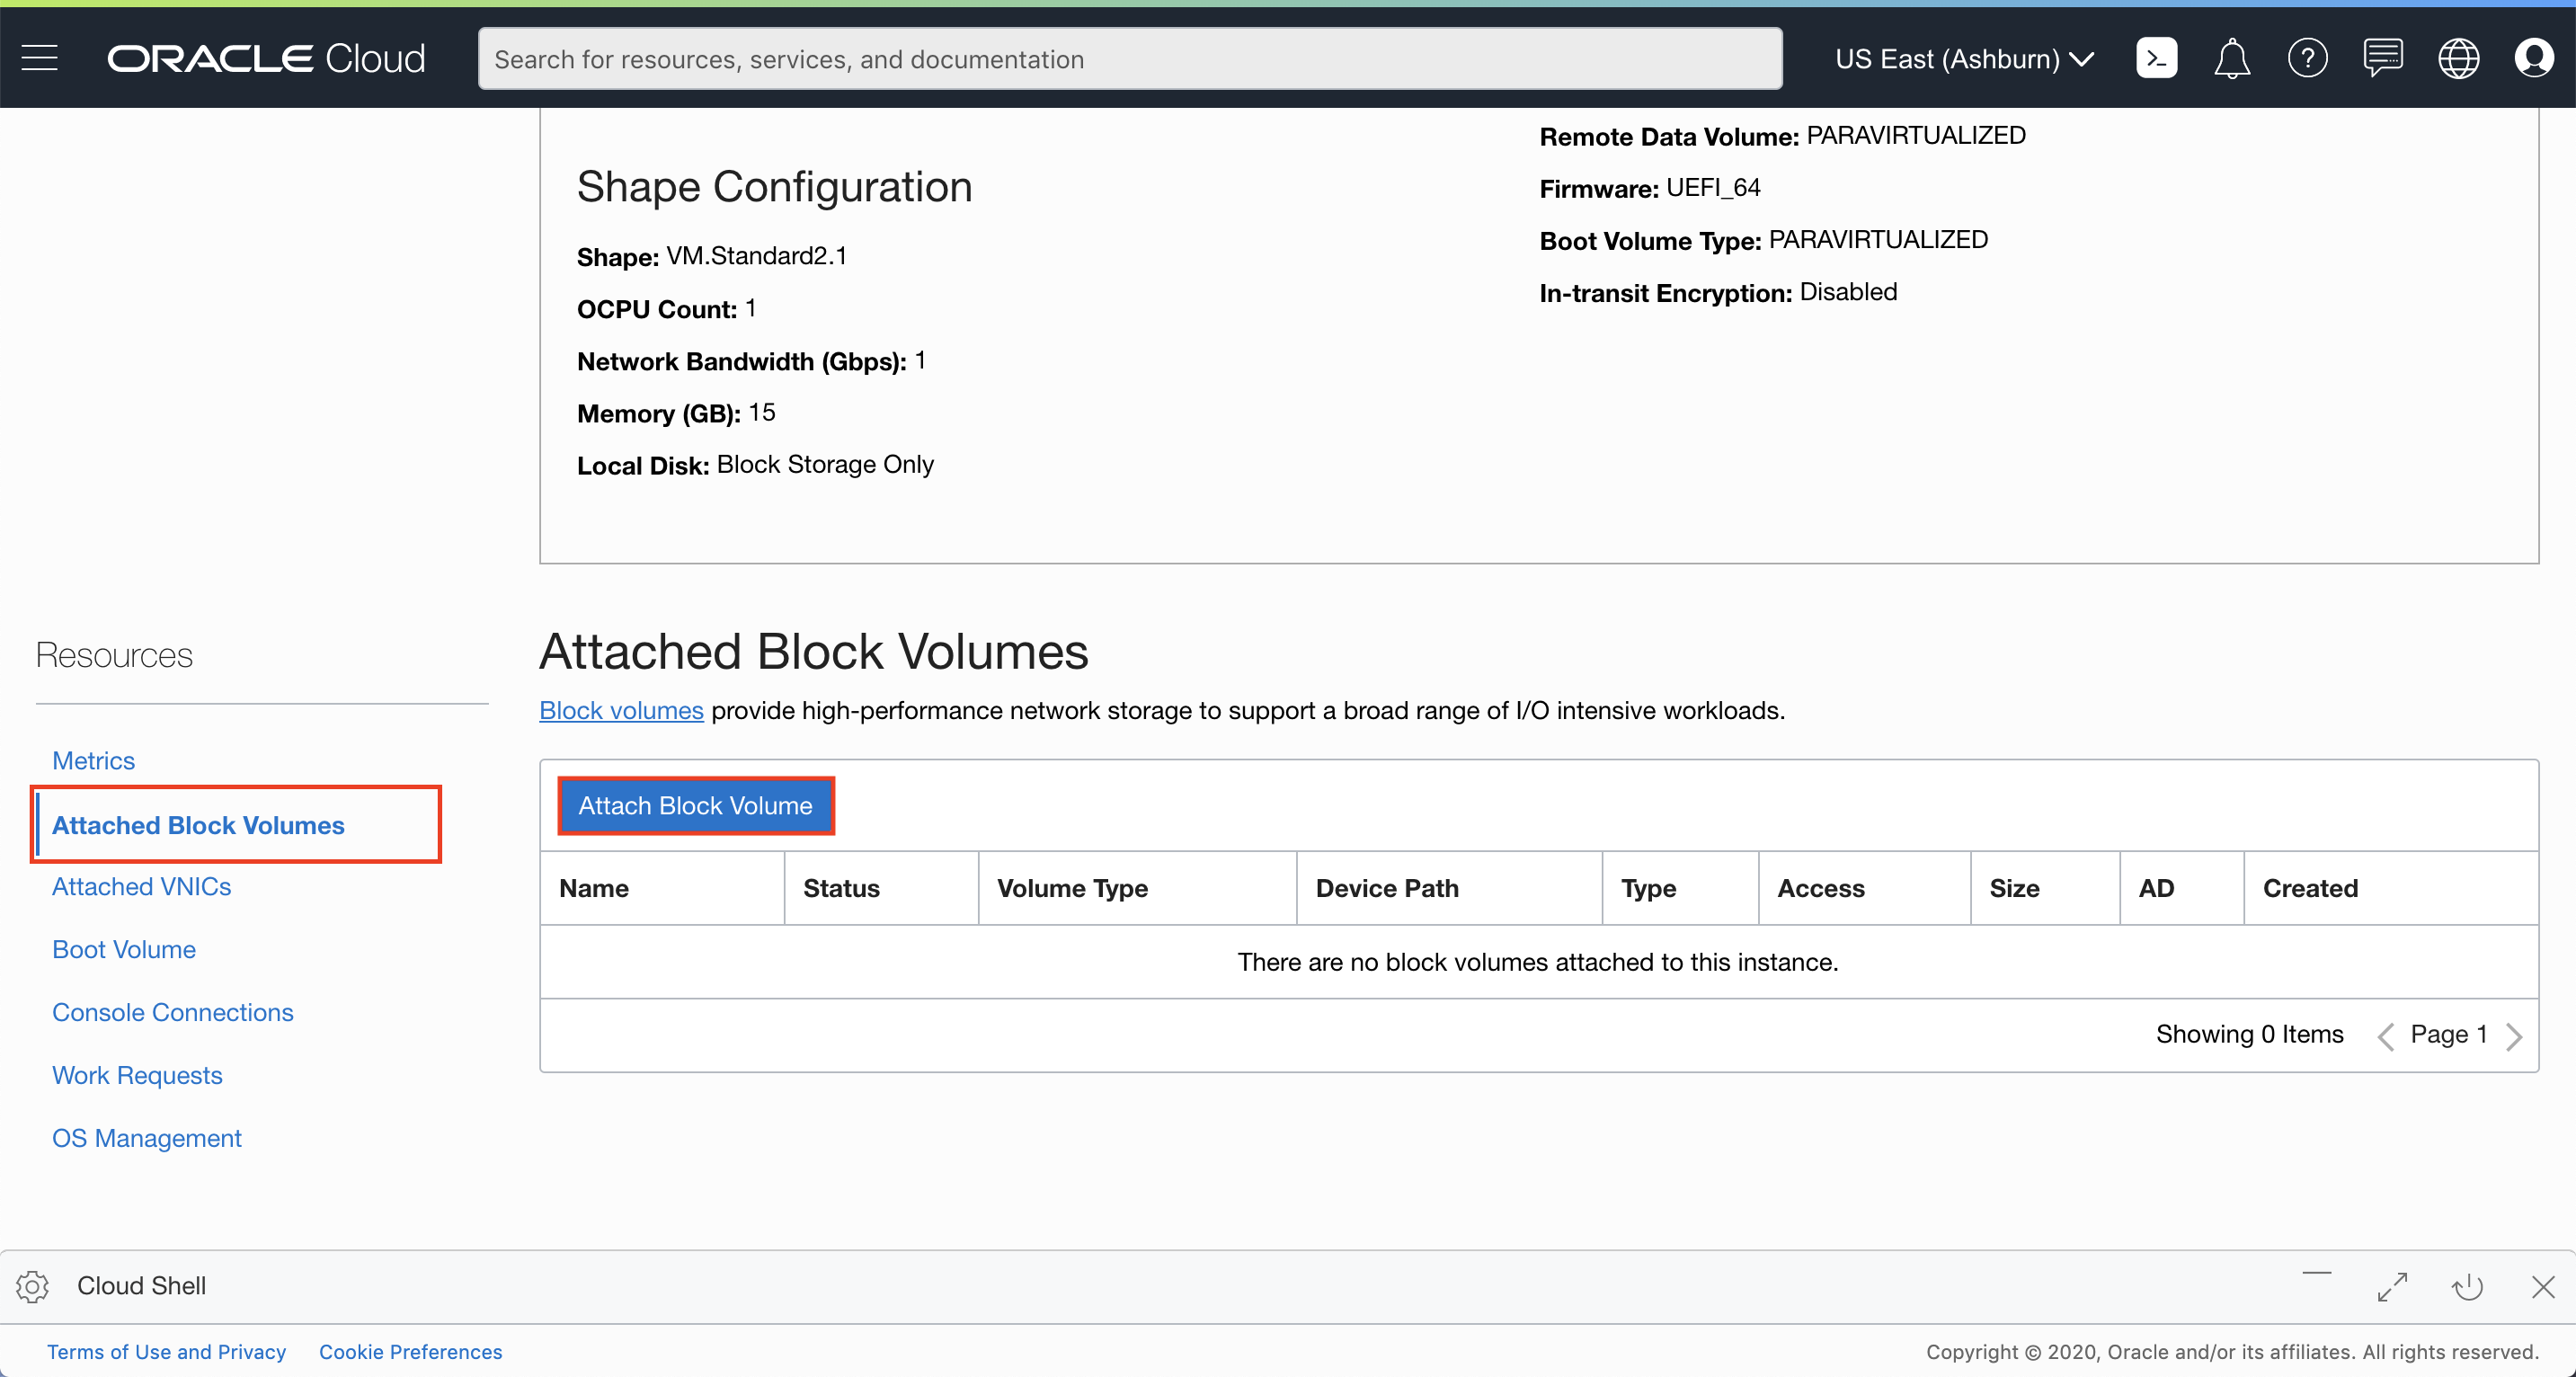 ORACLE Cloud
Search for resources, services, and documentation
US East (Ashburn)
Shape Configuration
Shape: VM.Standard2.1
OCPU Count: 1
Network Bandwidth (Gbps): 1
Memory (GB): 15
Local Disk: Block Storage Only
Remote Data Volume: PARAVIRTUALIZED
Firmware: UEFI_64
Boot Volume Type: PARAVIRTUALIZED
In-transit Encryption: Disabled
Resources
Metrics
Attached Block Volumes
Attached VNICs
Boot Volume
Console Connections
Work Requests
OS Management
Attached Block Volumes
Block volumes provide high-performance network storage to support a broad range of I/O intensive workloads.
Attach Block Volume
Name Status Volume Type Device Path Type Access Size AD Created
There are no block volumes attached to this instance.
Showing 0 Items Page 1
Cloud Shell
Terms of Use and Privacy Cookie Preferences
Copyright © 2020, Oracle and/or its affiliates. All rights reserved.